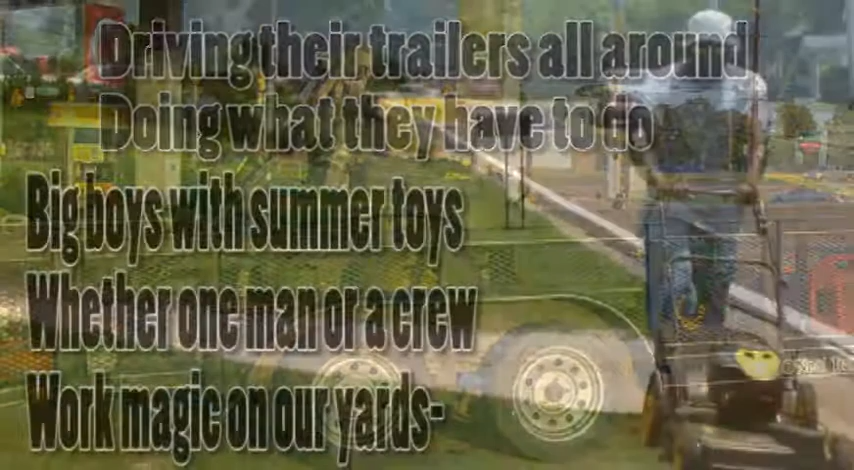 Driving their trailers all around
Doing what they have to do
Big boys with summer toys
Whether one man or a crew
Work magic on our yards-